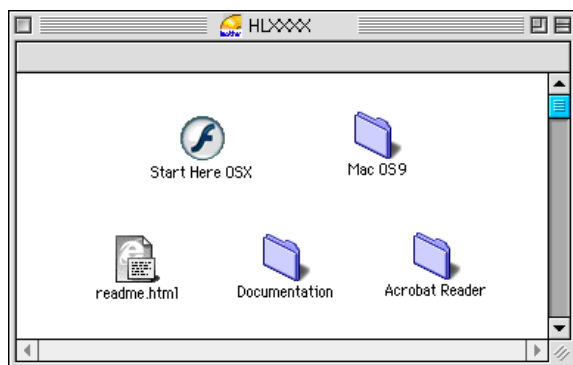 HLXXXX
Start Here OSX
Mac OS9
readme.html
Documentation
Acrobat Reader